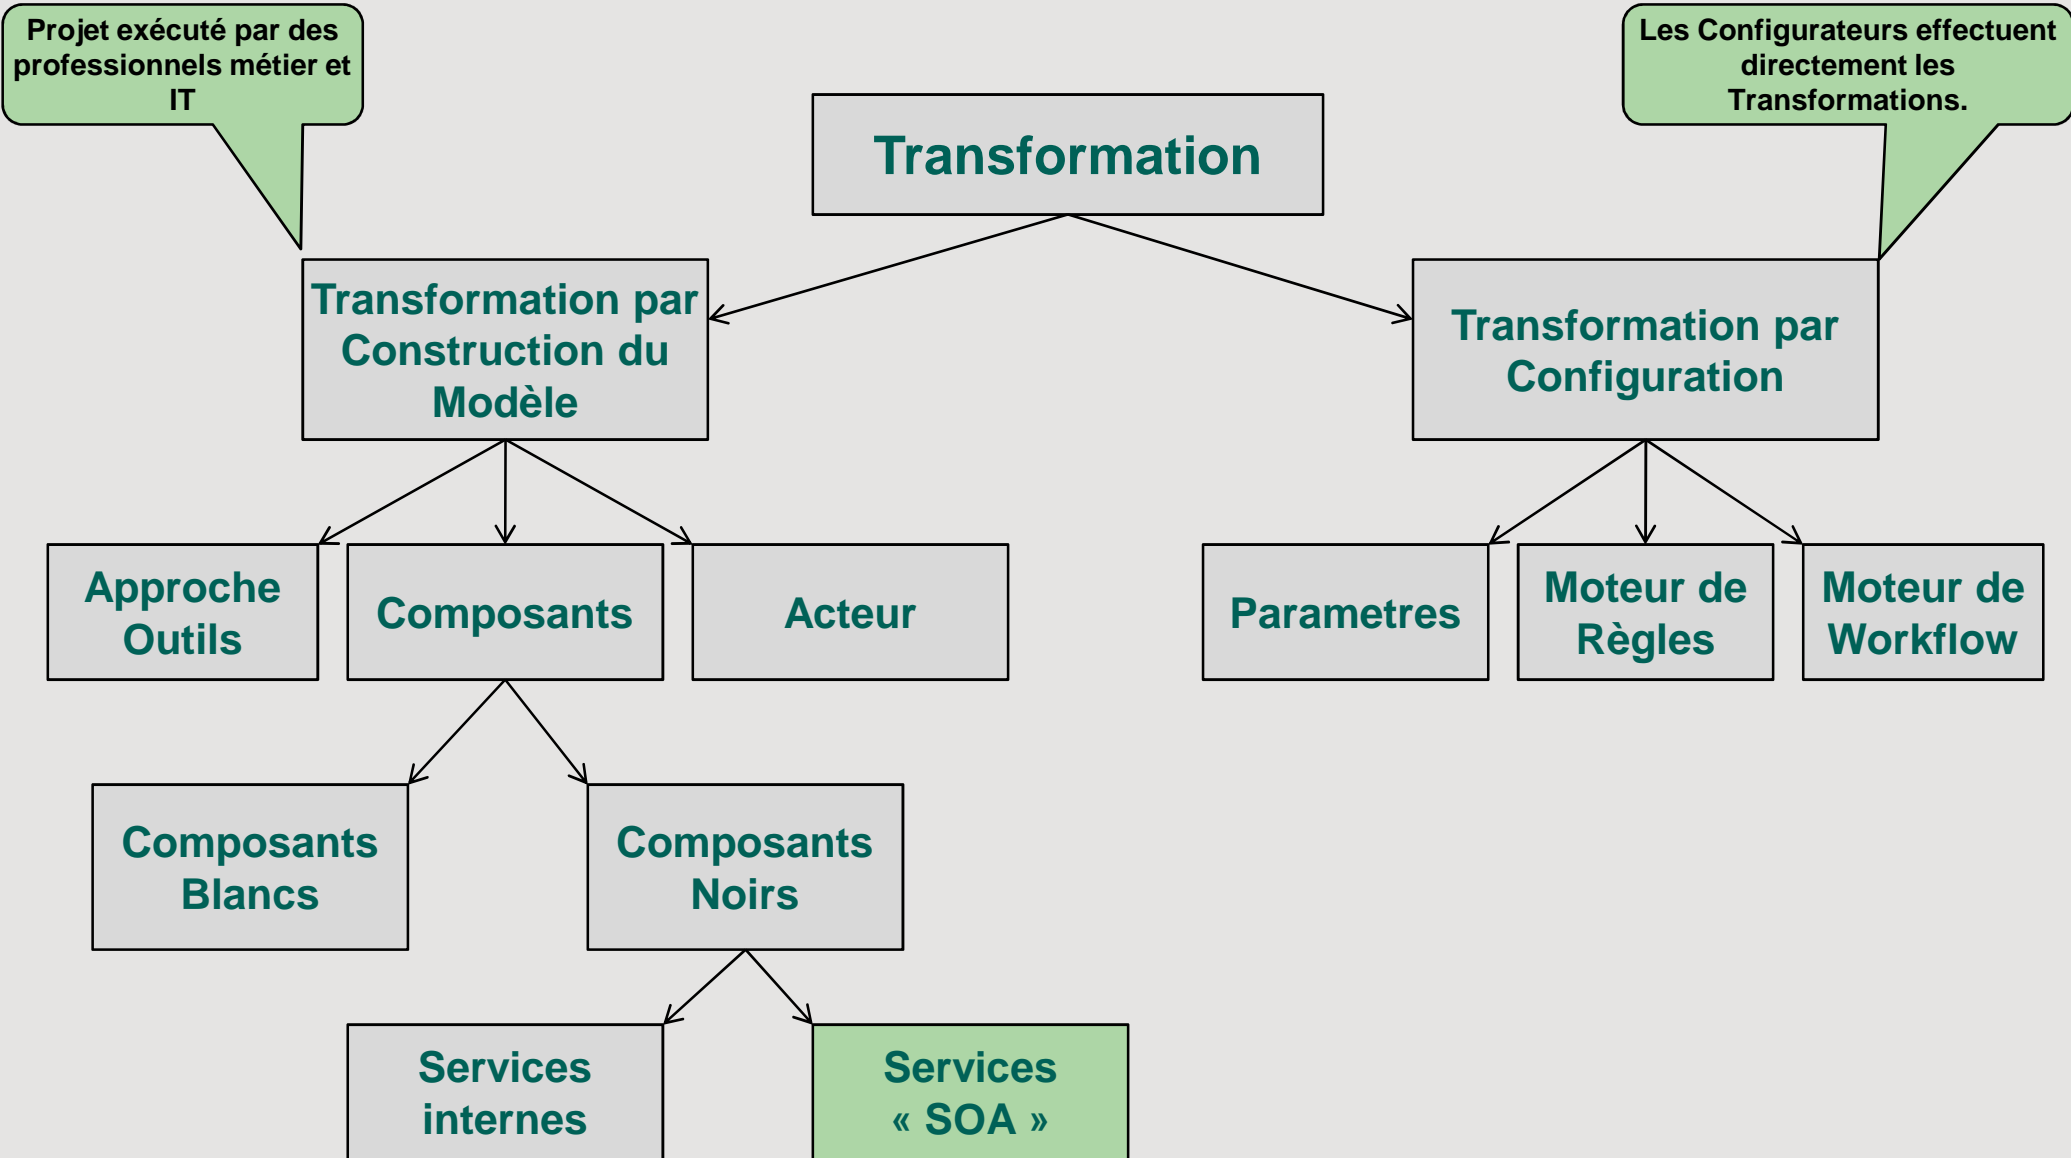 Projet exécuté par des
professionnels métier et
IT
Les Configurateurs effectuent
directement les
Transformations.
Transformation
Transformation par
Construction du
Modèle
Transformation par
Configuration
Approche
Outils
Composants
Acteur
Parametres
Moteur de
Règles
Moteur de
Workflow
Composants
Blancs
Composants
Noirs
Services
internes
Services
« SOA »